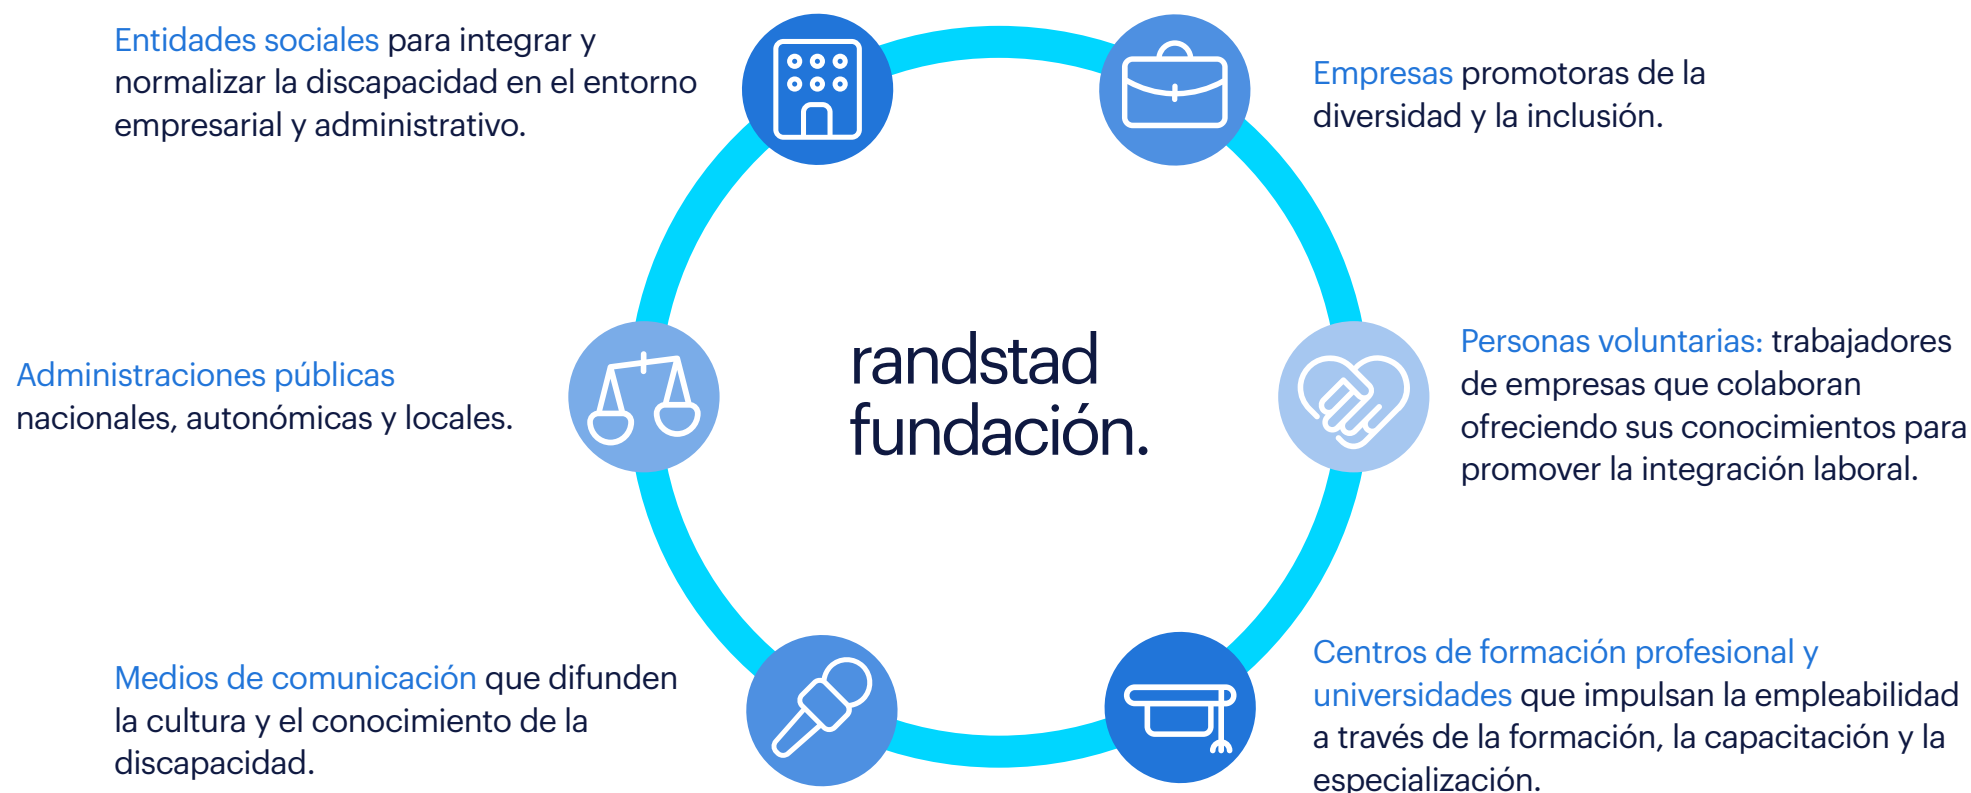 Entidades sociales para integrar y
normalizar la discapacidad en el entorno
empresarial y administrativo.
Empresas promotoras de la
diversidad y la inclusión.
Administraciones públicas
nacionales, autonómicas y locales.
randstad
fundación.
Personas voluntarias: trabajadores
de empresas que colaboran
ofreciendo sus conocimientos para
promover la integración laboral.
Medios de comunicación que difunden
la cultura y el conocimiento de la
discapacidad.
Centros de formación profesional y
universidades que impulsan la empleabilidad
a través de la formación, la capacitación y la
especialización.